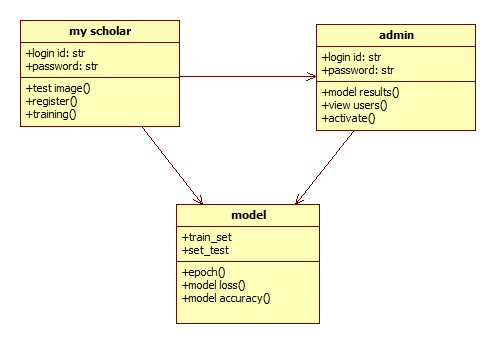 my scholar
+login id: str
+password: str
+test image()
+register()
+training()
admin
+login id: str
+password: str
+model results()
+view users()
+activate()
model
+train_set
+set_test
+epoch()
+model loss()
+model accuracy()